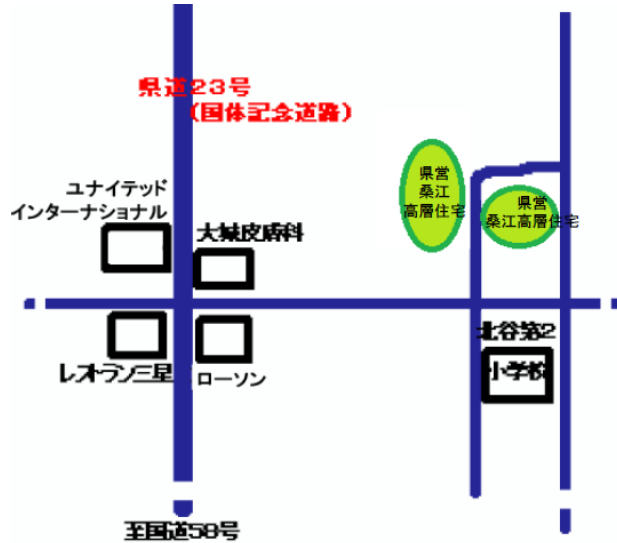 県道23号
(国体記念道路)
県営
桑江
高層住宅
県営
桑江高層住宅
ユナイテッド
インターナショナル
大城皮膚科
北谷第2
小学校
レストラン三星
ローソン
至国道58号